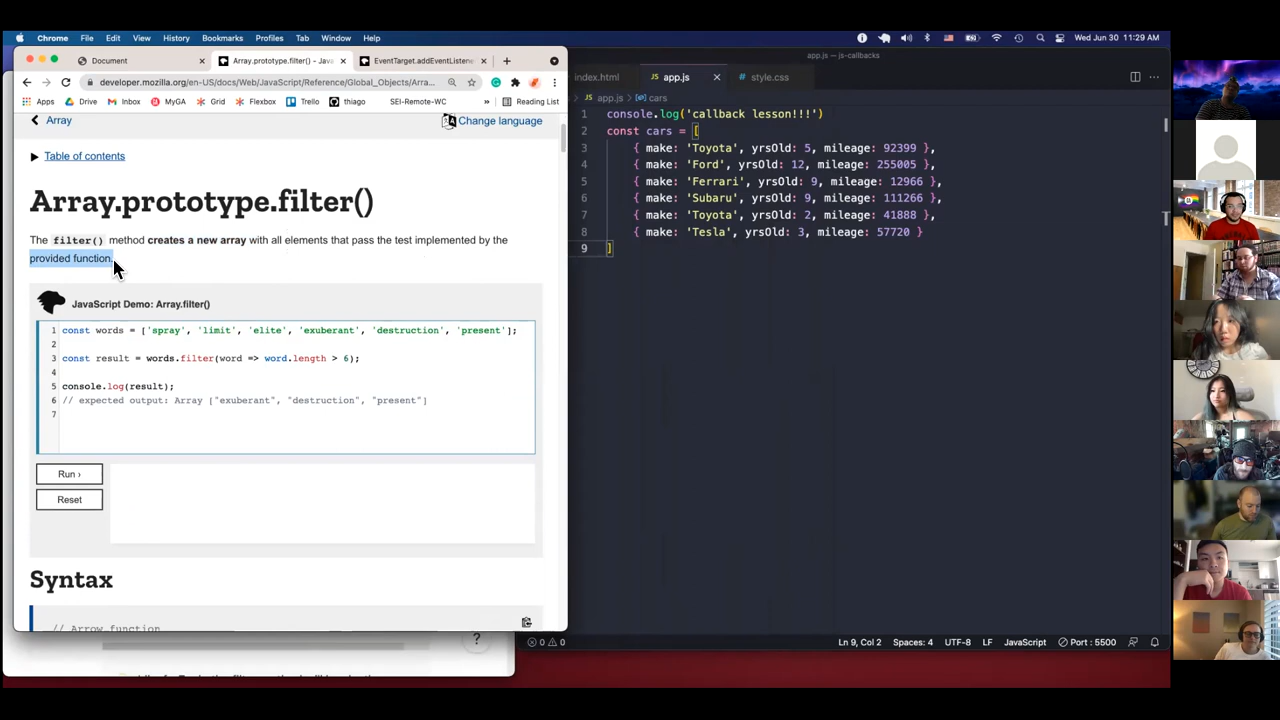 Chrome File Edit View History Bookmarks Profiles Tab Window Help
Wed Jun 30 11:29 AM
Document
Array.prototype.filter() - Java
EventTarget.addEventListene
developer.mozilla.org/en-US/docs/Web/JavaScript/Reference/Global_Objects/Arra...
Apps Drive Inbox MyGA Grid Flexbox Trello thiago SEI-Remote-WC » Reading List
Array
Change language
Table of contents
Array.prototype.filter()
The filter() method creates a new array with all elements that pass the test implemented by the
provided function.
JavaScript Demo: Array.filter()
1 const words = ['spray', 'limit', 'elite', 'exuberant', 'destruction', 'present'];
2
3 const result = words.filter(word => word.length > 6);
4
5 console.log(result);
6 // expected output: Array ["exuberant", "destruction", "present"]
7
Run ›
Reset
Syntax
// Arrow function
?
app.js — js-callbacks
index.html
app.js
style.css
app.js > cars
1 console.log('callback lesson!!!')
2 const cars = [
3 { make: 'Toyota', yrsOld: 5, mileage: 92399 },
4 { make: 'Ford', yrsOld: 12, mileage: 255005 },
5 { make: 'Ferrari', yrsOld: 9, mileage: 12966 },
6 { make: 'Subaru', yrsOld: 9, mileage: 111266 },
7 { make: 'Toyota', yrsOld: 2, mileage: 41888 },
8 { make: 'Tesla', yrsOld: 3, mileage: 57720 }
9 ]
0 0
Ln 9, Col 2 Spaces: 4 UTF-8 LF JavaScript Port : 5500